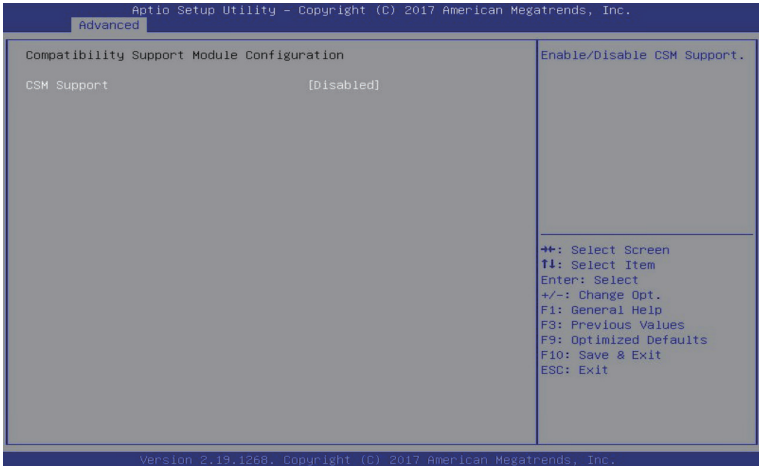 Aptio Setup Utility – Copyright (C) 2017 American Megatrends, Inc.
Advanced
Compatibility Support Module Configuration
CSM Support [Disabled]
Enable/Disable CSM Support.
→←: Select Screen
↑↓: Select Item
Enter: Select
+/-: Change Opt.
F1: General Help
F3: Previous Values
F9: Optimized Defaults
F10: Save & Exit
ESC: Exit
Version 2.19.1268. Copyright (C) 2017 American Megatrends, Inc.